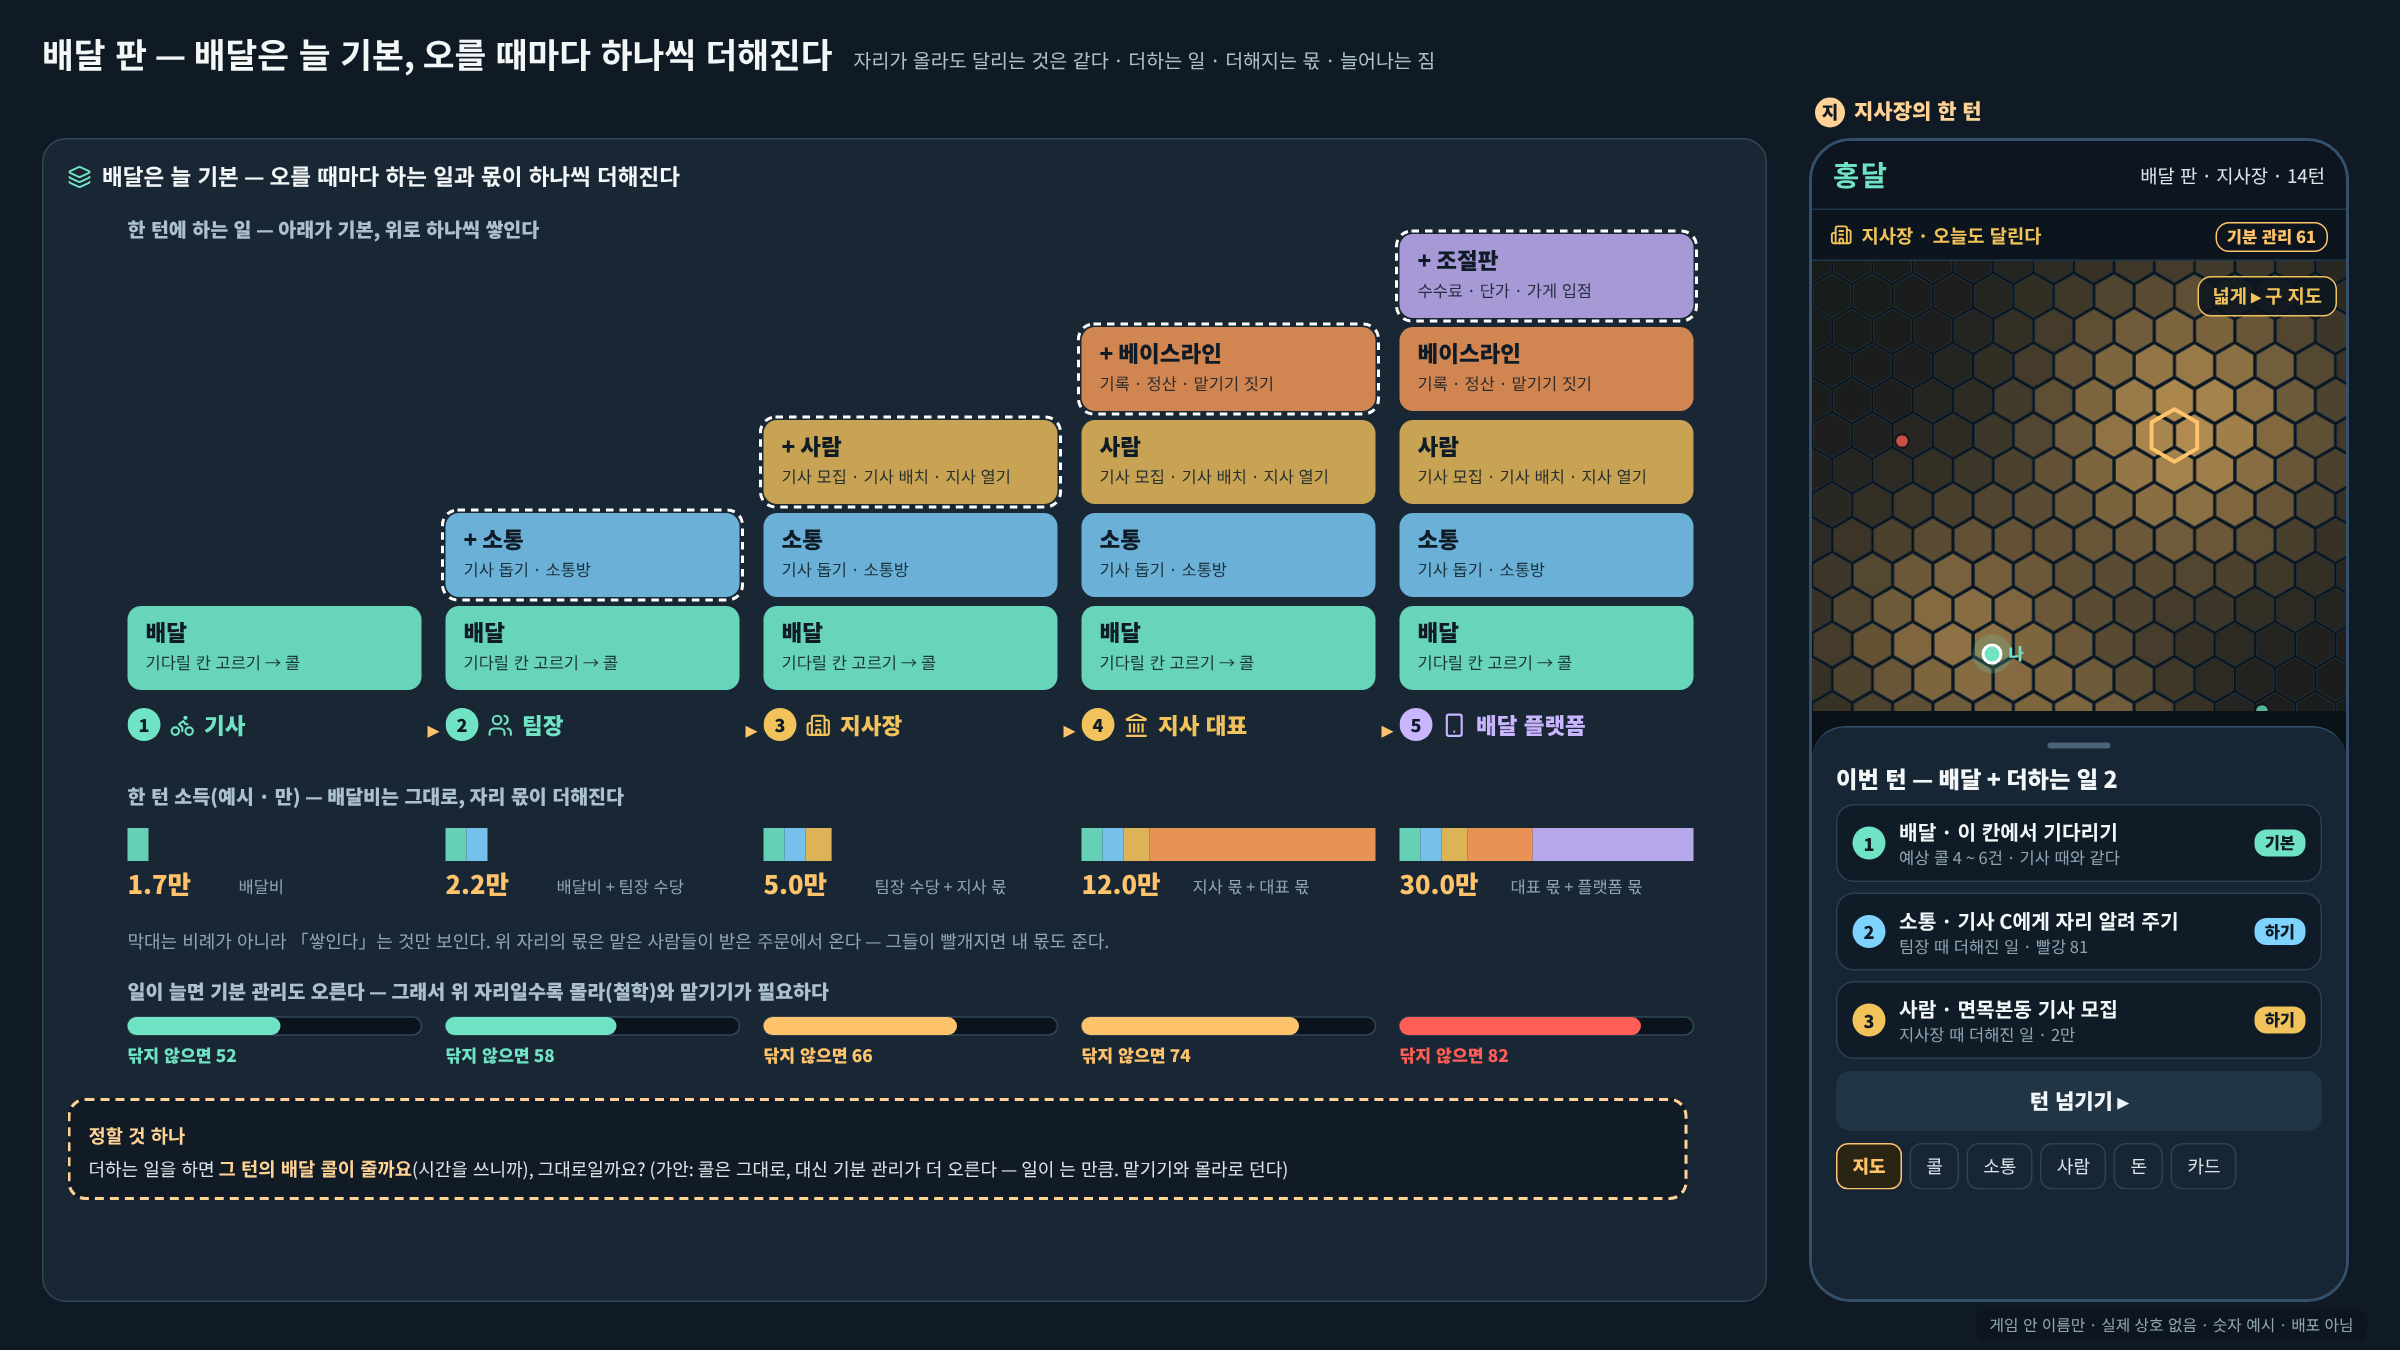 배달 판 — 배달은 늘 기본, 오를 때마다 하나씩 더해진다
자리가 올라도 달리는 것은 같다 · 더하는 일 · 더해지는 몫 · 늘어나는 짐
배달은 늘 기본 — 오를 때마다 하는 일과 몫이 하나씩 더해진다
한 턴에 하는 일 — 아래가 기본, 위로 하나씩 쌓인다
+ 조절판
수수료 · 단가 · 가게 입점
+ 베이스라인
기록 · 정산 · 맡기기 짓기
베이스라인
기록 · 정산 · 맡기기 짓기
+ 사람
기사 모집 · 기사 배치 · 지사 열기
사람
기사 모집 · 기사 배치 · 지사 열기
사람
기사 모집 · 기사 배치 · 지사 열기
+ 소통
기사 돕기 · 소통방
소통
기사 돕기 · 소통방
소통
기사 돕기 · 소통방
소통
기사 돕기 · 소통방
배달
기다릴 칸 고르기 → 콜
배달
기다릴 칸 고르기 → 콜
배달
기다릴 칸 고르기 → 콜
배달
기다릴 칸 고르기 → 콜
배달
기다릴 칸 고르기 → 콜
1 기사
▸ 2 팀장
▸ 3 지사장
▸ 4 지사 대표
▸ 5 배달 플랫폼
한 턴 소득(예시 · 만) — 배달비는 그대로, 자리 몫이 더해진다
1.7만 배달비
2.2만 배달비 + 팀장 수당
5.0만 팀장 수당 + 지사 몫
12.0만 지사 몫 + 대표 몫
30.0만 대표 몫 + 플랫폼 몫
막대는 비례가 아니라 「쌓인다」는 것만 보인다. 위 자리의 몫은 맡은 사람들이 받은 주문에서 온다 — 그들이 빨개지면 내 몫도 준다.
일이 늘면 기분 관리도 오른다 — 그래서 위 자리일수록 몰라(철학)와 맡기기가 필요하다
닦지 않으면 52
닦지 않으면 58
닦지 않으면 66
닦지 않으면 74
닦지 않으면 82
정할 것 하나
더하는 일을 하면 그 턴의 배달 콜이 줄까요(시간을 쓰니까), 그대로일까요? (가안: 콜은 그대로, 대신 기분 관리가 더 오른다 — 일이 는 만큼. 맡기기와 몰라로 던다)
지 지사장의 한 턴
홍달
배달 판 · 지사장 · 14턴
지사장 · 오늘도 달린다
기분 관리 61
넓게 ▸ 구 지도
나
이번 턴 — 배달 + 더하는 일 2
1 배달 · 이 칸에서 기다리기
예상 콜 4 ~ 6건 · 기사 때와 같다
기본
2 소통 · 기사 C에게 자리 알려 주기
팀장 때 더해진 일 · 빨강 81
하기
3 사람 · 면목본동 기사 모집
지사장 때 더해진 일 · 2만
하기
턴 넘기기 ▸
지도 콜 소통 사람 돈 카드
게임 안 이름만 · 실제 상호 없음 · 숫자 예시 · 배포 아님